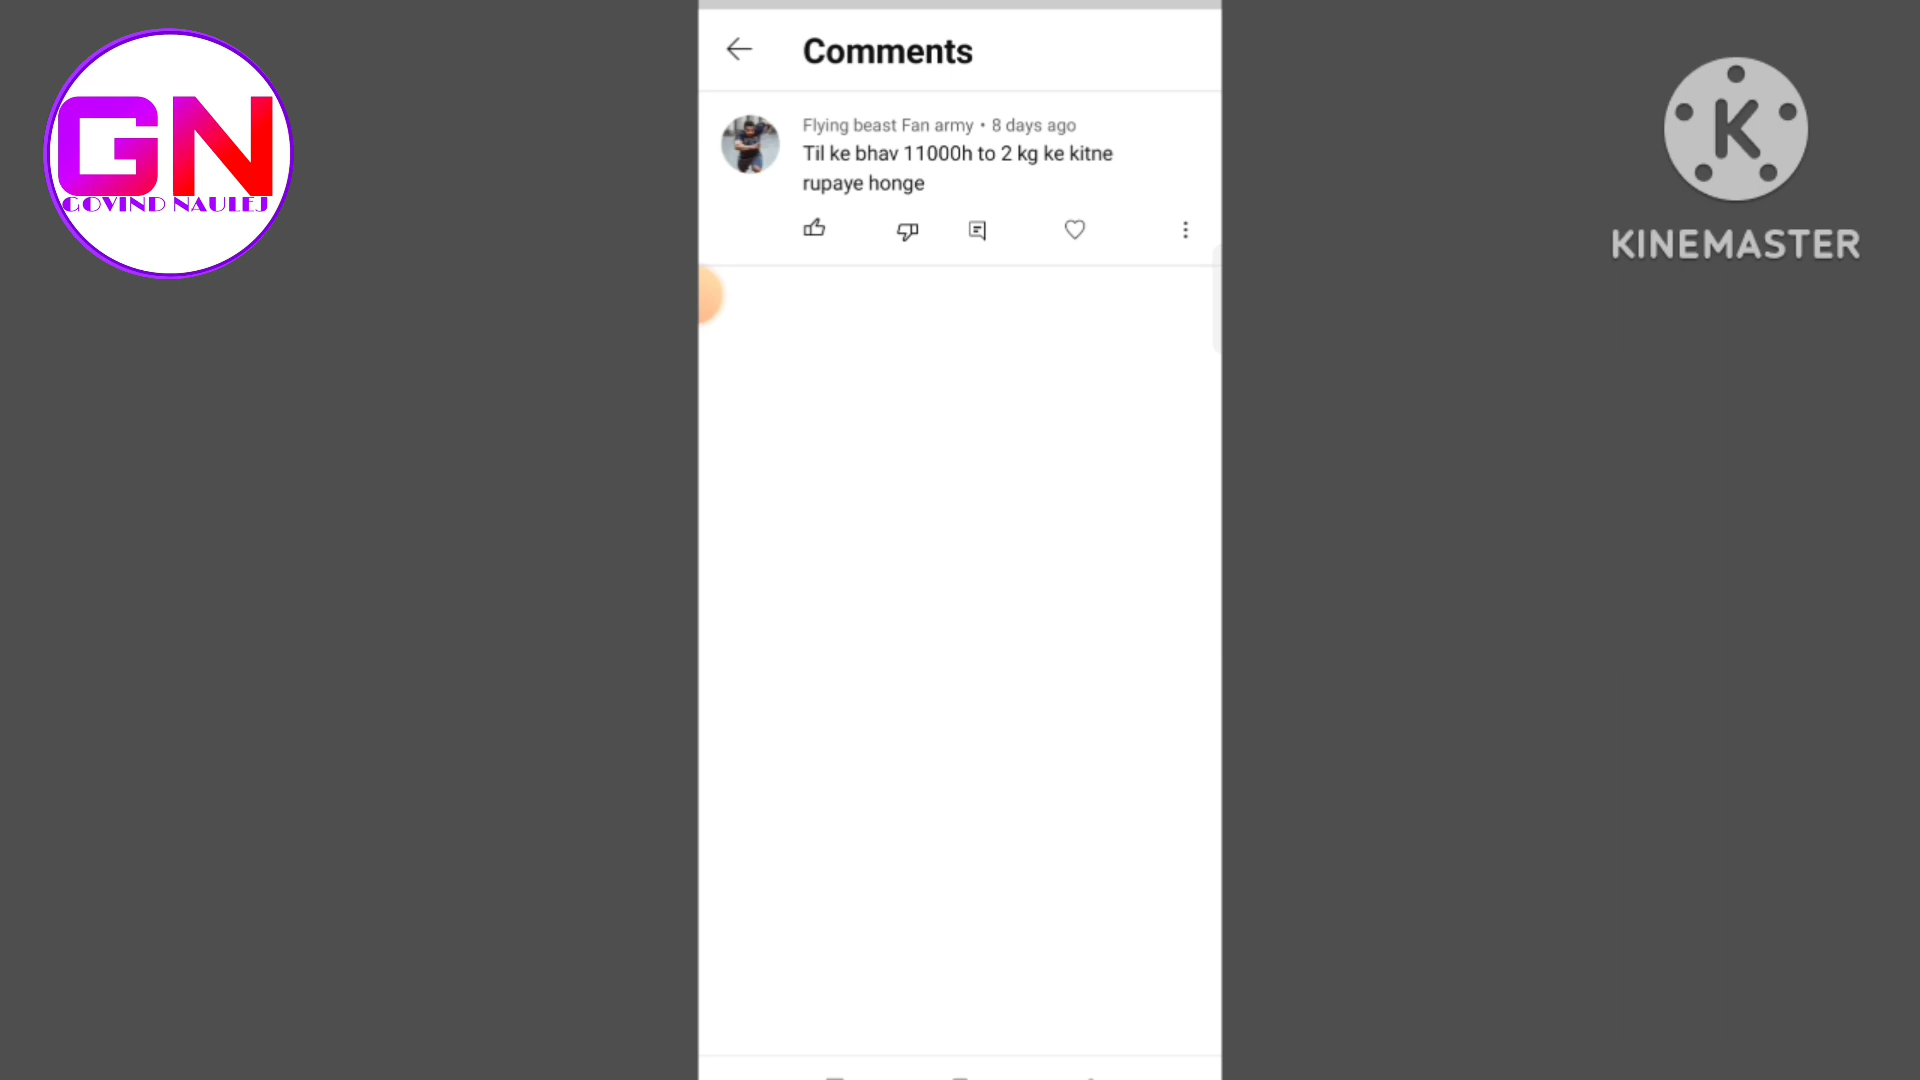 GN
GOVIND NAULEJ
Comments
Flying beast Fan army • 8 days ago
Til ke bhav 11000h to 2 kg ke kitne
rupaye honge
K
KINEMASTER